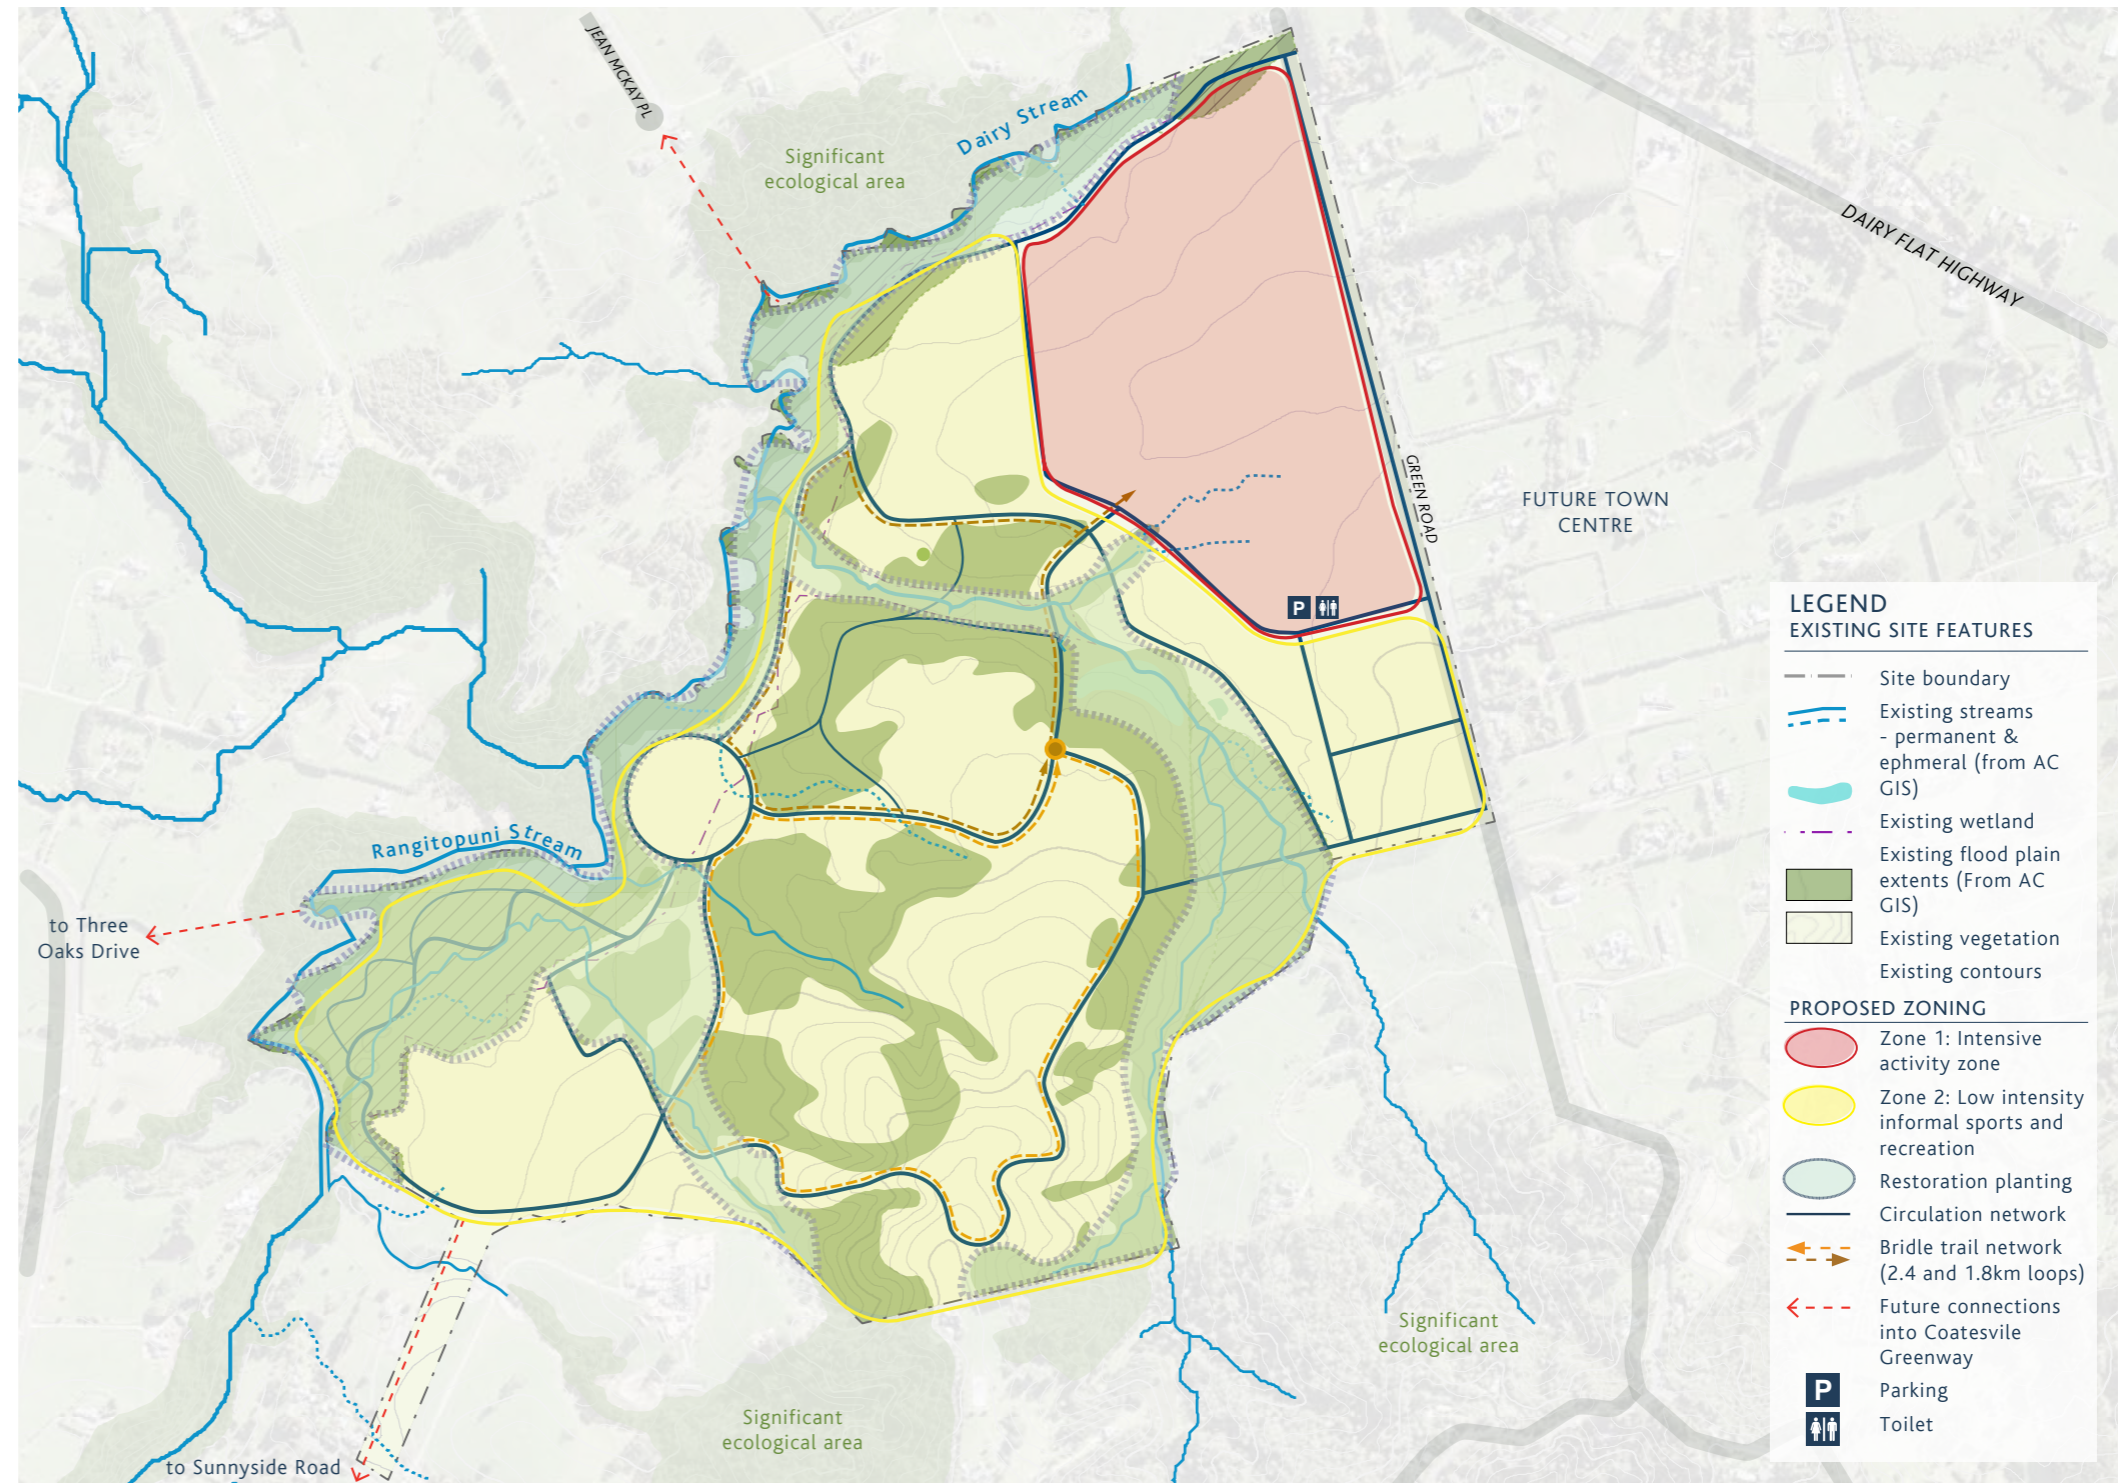 JEAN MCKAY PL
Dairy Stream
Significant
ecological area
DAIRY FLAT HIGHWAY
GREEN ROAD
FUTURE TOWN
CENTRE
P
Rangitopuni Stream
to Three
Oaks Drive
Significant
ecological area
Significant
ecological area
to Sunnyside Road
LEGEND
EXISTING SITE FEATURES
Site boundary
Existing streams
- permanent &
ephmeral (from AC
GIS)
Existing wetland
Existing flood plain
extents (From AC
GIS)
Existing vegetation
Existing contours
PROPOSED ZONING
Zone 1: Intensive
activity zone
Zone 2: Low intensity
informal sports and
recreation
Restoration planting
Circulation network
Bridle trail network
(2.4 and 1.8km loops)
Future connections
into Coatesvile
Greenway
P
Parking
Toilet